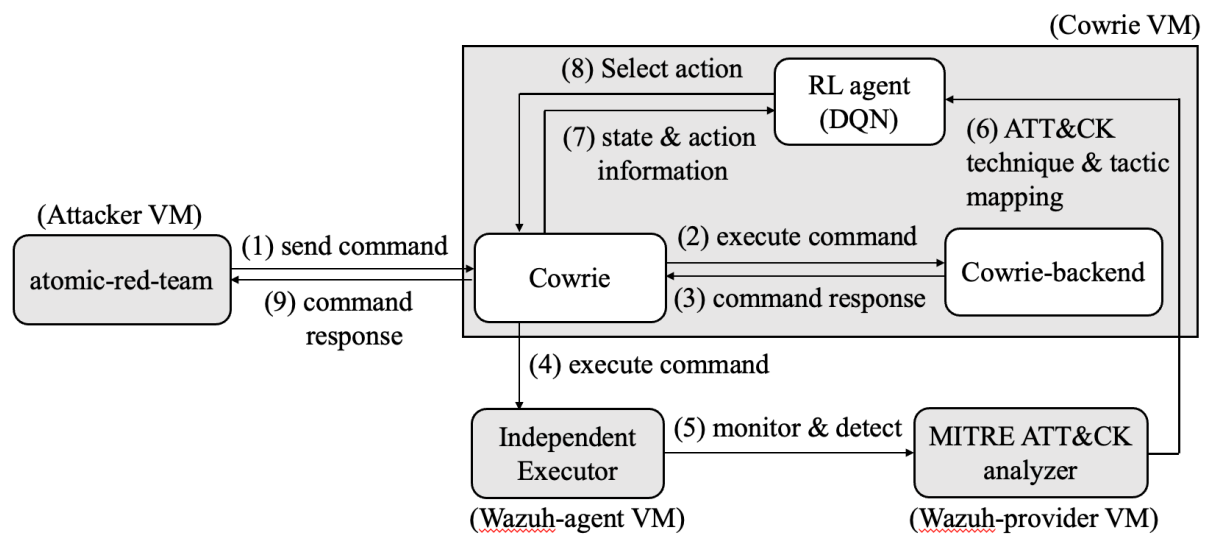 (Cowrie VM)
(8) Select action
RL agent
(DQN)
(7) state & action
information
(6) ATT&CK
technique & tactic
mapping
(Attacker VM)
atomic-red-team
(1) send command
(9) command
response
Cowrie
(2) execute command
(3) command response
Cowrie-backend
(4) execute command
Independent
Executor
(Wazuh-agent VM)
(5) monitor & detect
MITRE ATT&CK
analyzer
(Wazuh-provider VM)